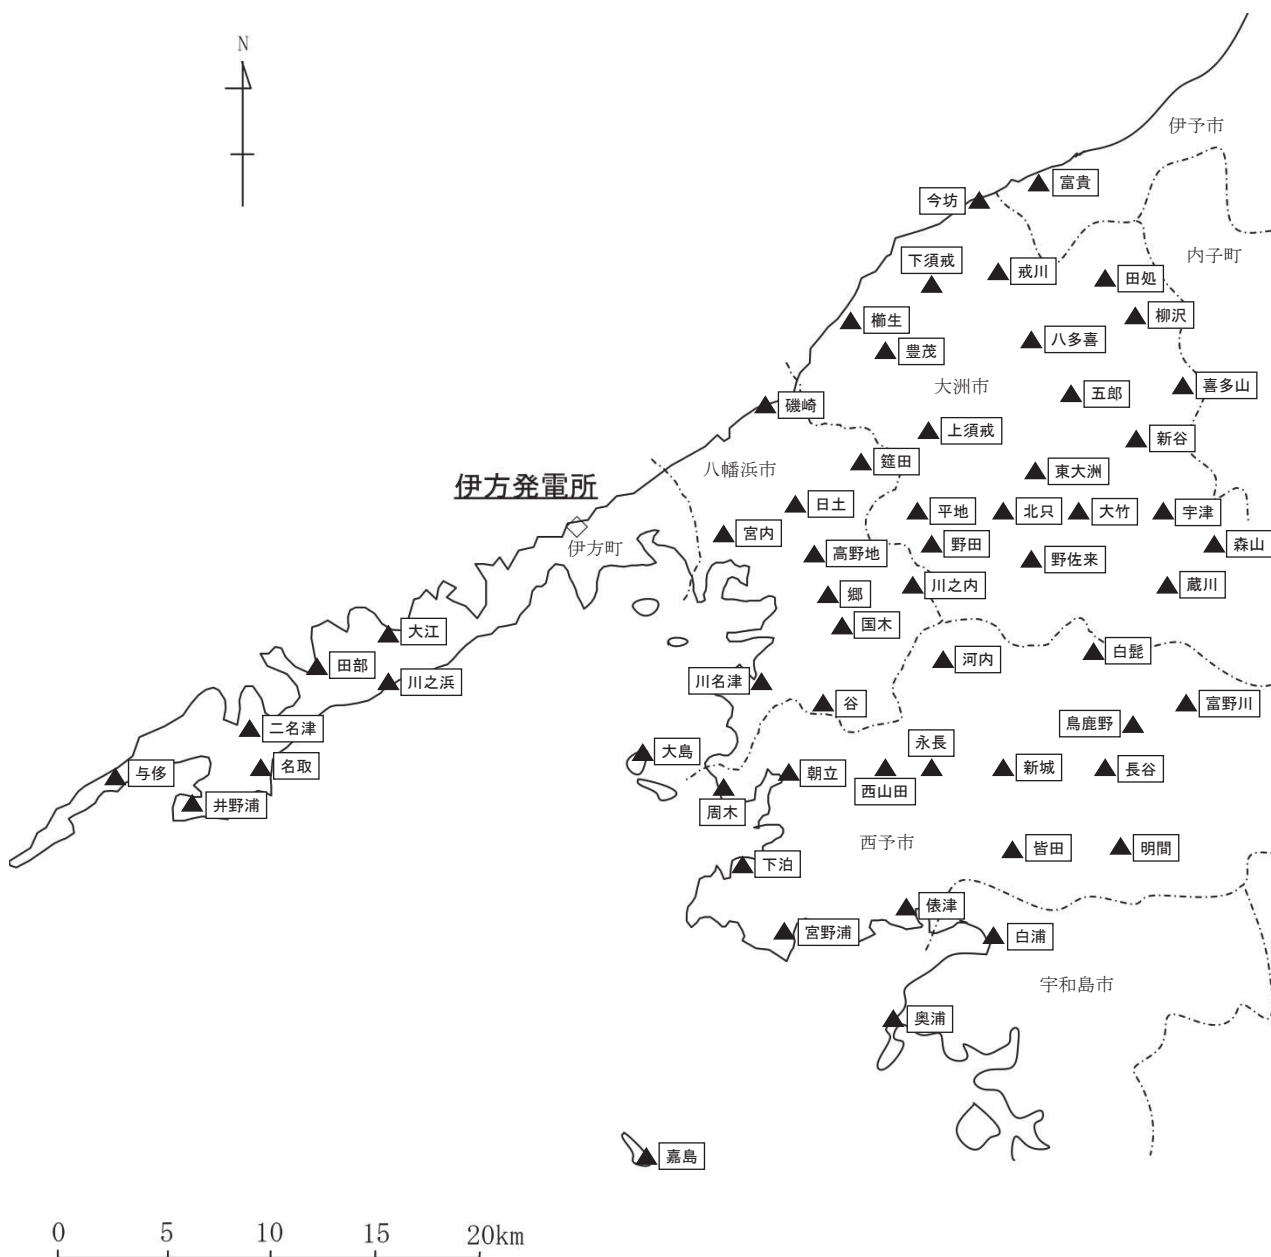 N
伊予市
富貴
今坊
内子町
下須戒
戒川
田処
櫛生
柳沢
豊茂
八多喜
大洲市
喜多山
五郎
磯崎
上須戒
新谷
八幡浜市
筵田
東大洲
伊方発電所
日土
平地
北只
大竹
宇津
宮内
伊方町
高野地
野田
野佐来
森山
郷
川之内
蔵川
大江
国木
田部
川之浜
川名津
河内
白髭
谷
富野川
二名津
鳥鹿野
大島
永長
与侈
名取
朝立
新城
長谷
井野浦
周木
西山田
西予市
皆田
明間
下泊
俵津
宮野浦
白浦
宇和島市
奥浦
嘉島
0 5 10 15 20km